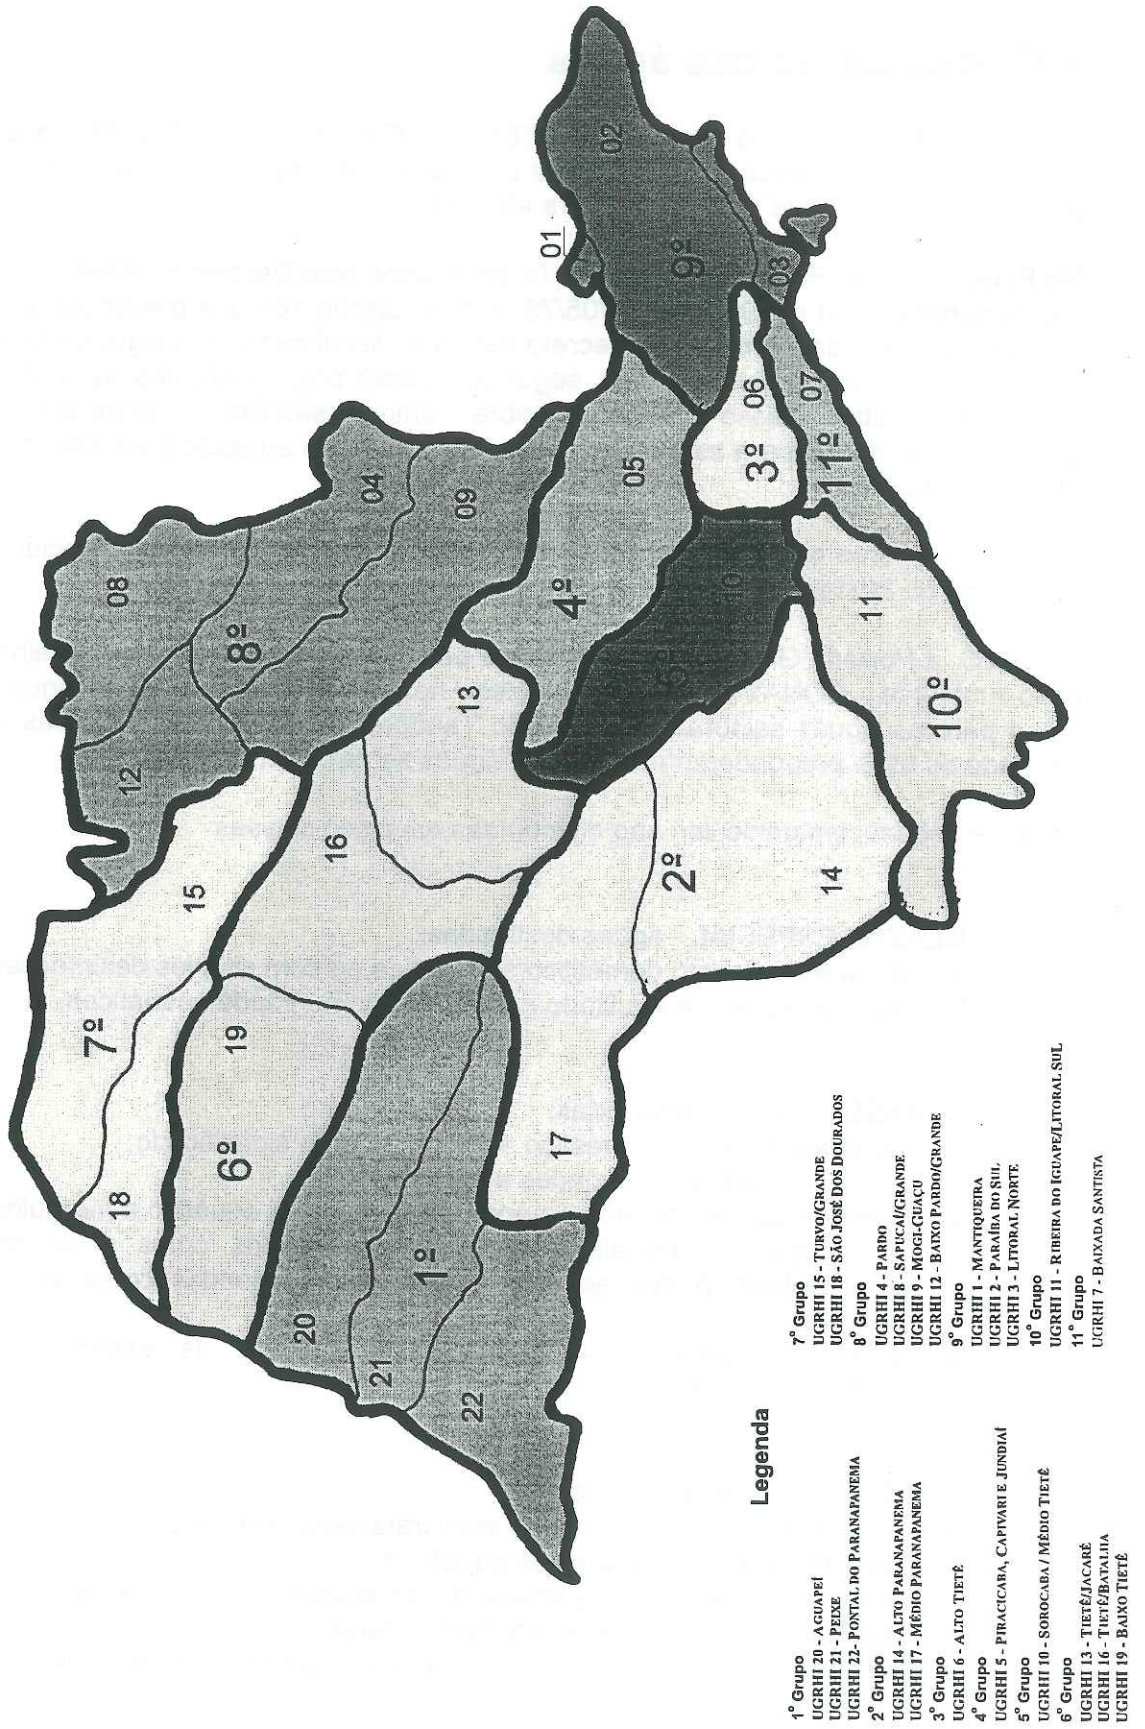 01
02
03
04
05
06
07
08
09
10
11
12
13
14
15
16
17
18
19
20
21
22
1º
2º
3º
4º
6º
7º
8º
9º
10º
11º
Legenda
1º Grupo
UGRHI 20 - AGUAPEÍ
UGRHI 21 - PEIXE
UGRHI 22 - PONTAL DO PARANAPANEMA
2º Grupo
UGRHI 14 - ALTO PARANAPANEMA
UGRHI 17 - MÉDIO PARANAPANEMA
3º Grupo
UGRHI 6 - ALTO TIETÊ
4º Grupo
UGRHI 5 - PIRACICABA, CAPIVARI E JUNDIAÍ
5º Grupo
UGRHI 10 - SOROCABA / MÉDIO TIETÊ
6º Grupo
UGRHI 13 - TIETÊ/JACARÉ
UGRHI 16 - TIETÊ/BATALHA
UGRHI 19 - BAIXO TIETÊ
7º Grupo
UGRHI 15 - TURVO/GRANDE
UGRHI 18 - SÃO JOSÉ DOS DOURADOS
8º Grupo
UGRHI 4 - PARDO
UGRHI 8 - SAPUCAÍ/GRANDE
UGRHI 9 - MOGI-GUAÇU
UGRHI 12 - BAIXO PARDO/GRANDE
9º Grupo
UGRHI 1 - MANTIQUEIRA
UGRHI 2 - PARAÍBA DO SUL
UGRHI 3 - LITORAL NORTE
10º Grupo
UGRHI 11 - RIBEIRA DO IGUAPE/LITORAL SUL
11º Grupo
UGRHI 7 - BAIXADA SANTISTA